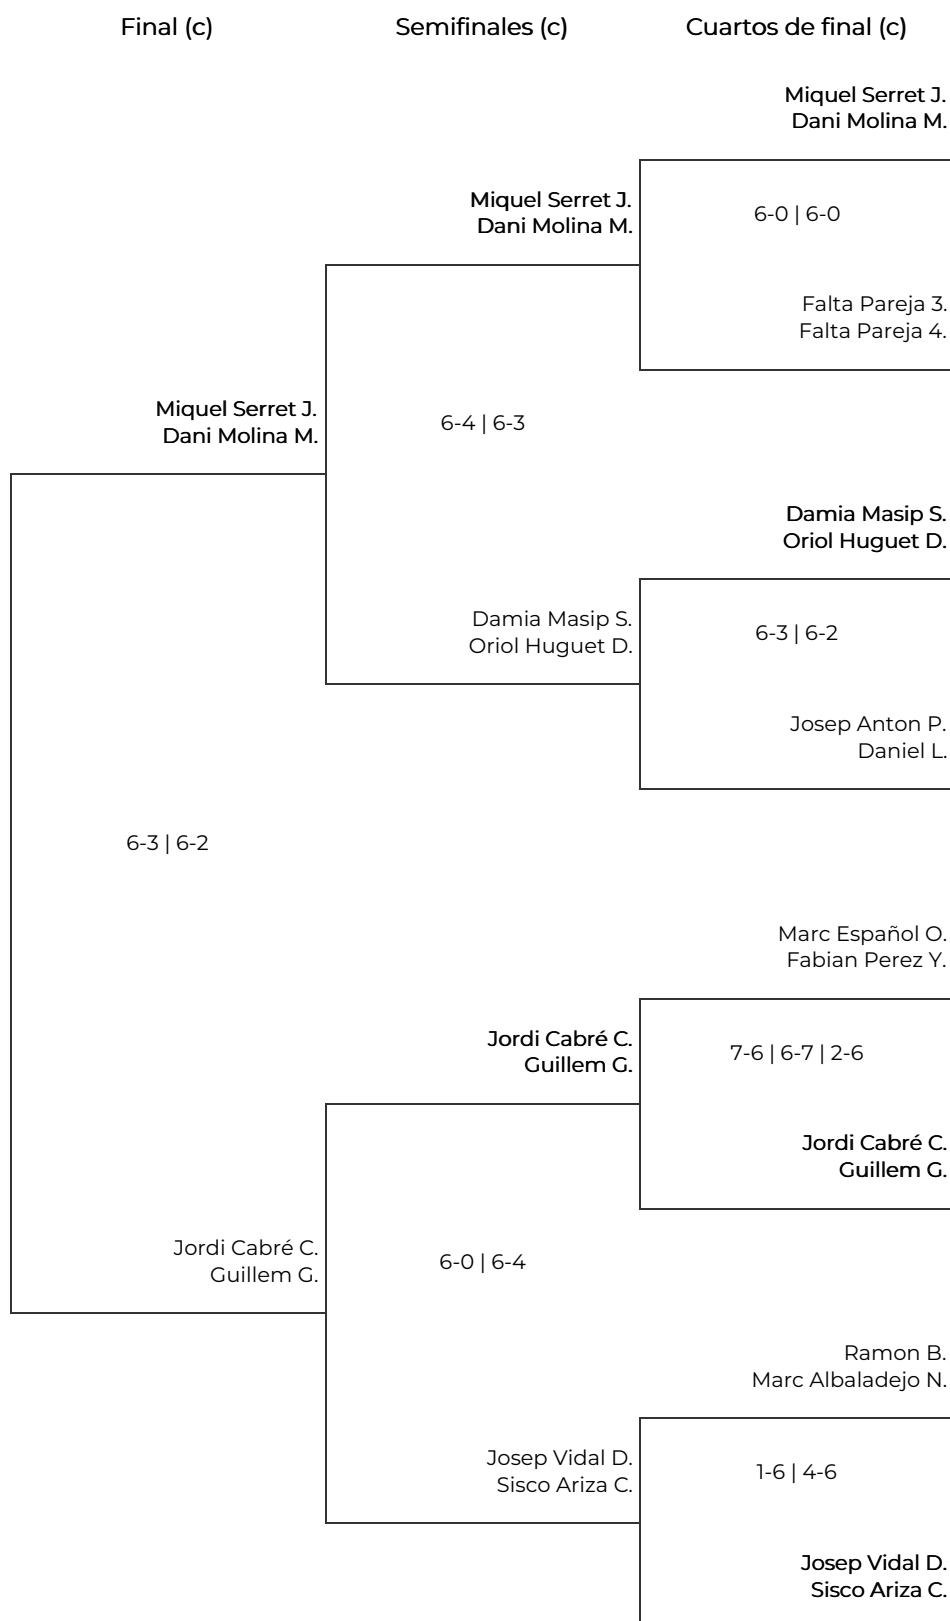 Final (c)
Semifinales (c)
Cuartos de final (c)
Miquel Serret J.
Dani Molina M.
Miquel Serret J.
Dani Molina M.
6-0 | 6-0
Falta Pareja 3.
Falta Pareja 4.
Miquel Serret J.
Dani Molina M.
6-4 | 6-3
Damia Masip S.
Oriol Huguet D.
Damia Masip S.
Oriol Huguet D.
6-3 | 6-2
Josep Anton P.
Daniel L.
6-3 | 6-2
Marc Español O.
Fabian Perez Y.
Jordi Cabré C.
Guillem G.
7-6 | 6-7 | 2-6
Jordi Cabré C.
Guillem G.
Jordi Cabré C.
Guillem G.
6-0 | 6-4
Ramon B.
Marc Albaladejo N.
Josep Vidal D.
Sisco Ariza C.
1-6 | 4-6
Josep Vidal D.
Sisco Ariza C.